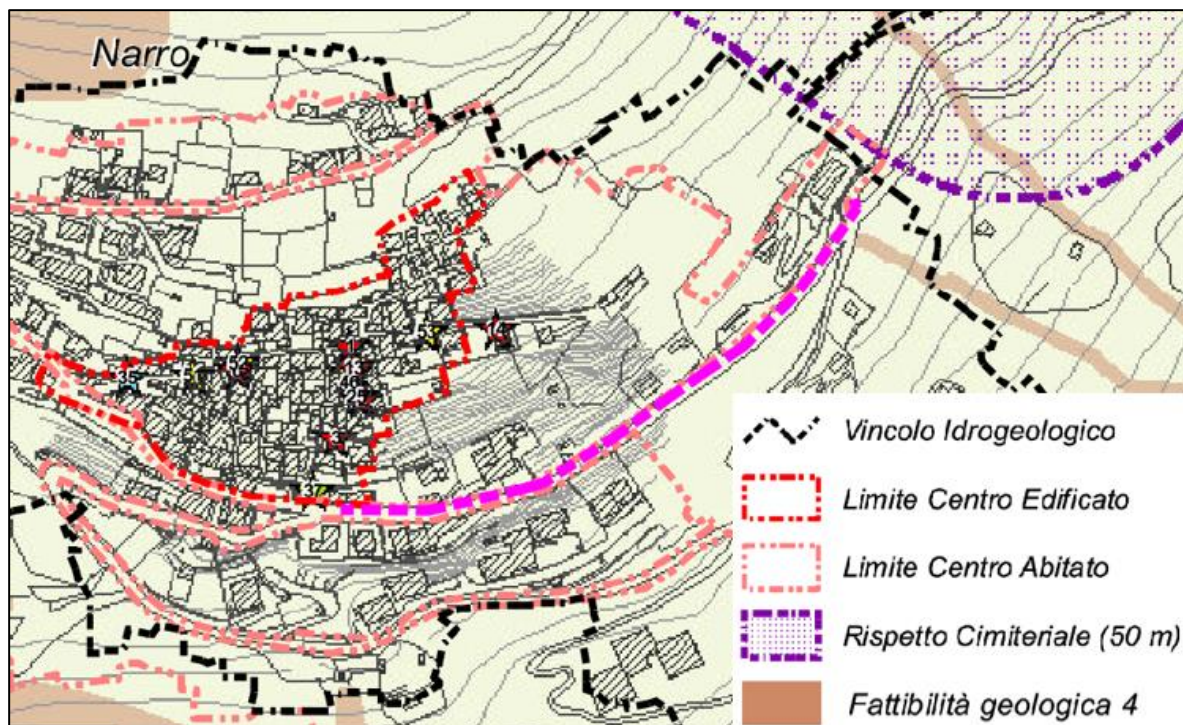 Narro
Vincolo Idrogeologico
Limite Centro Edificato
Limite Centro Abitato
Rispetto Cimiteriale (50 m)
Fattibilità geologica 4